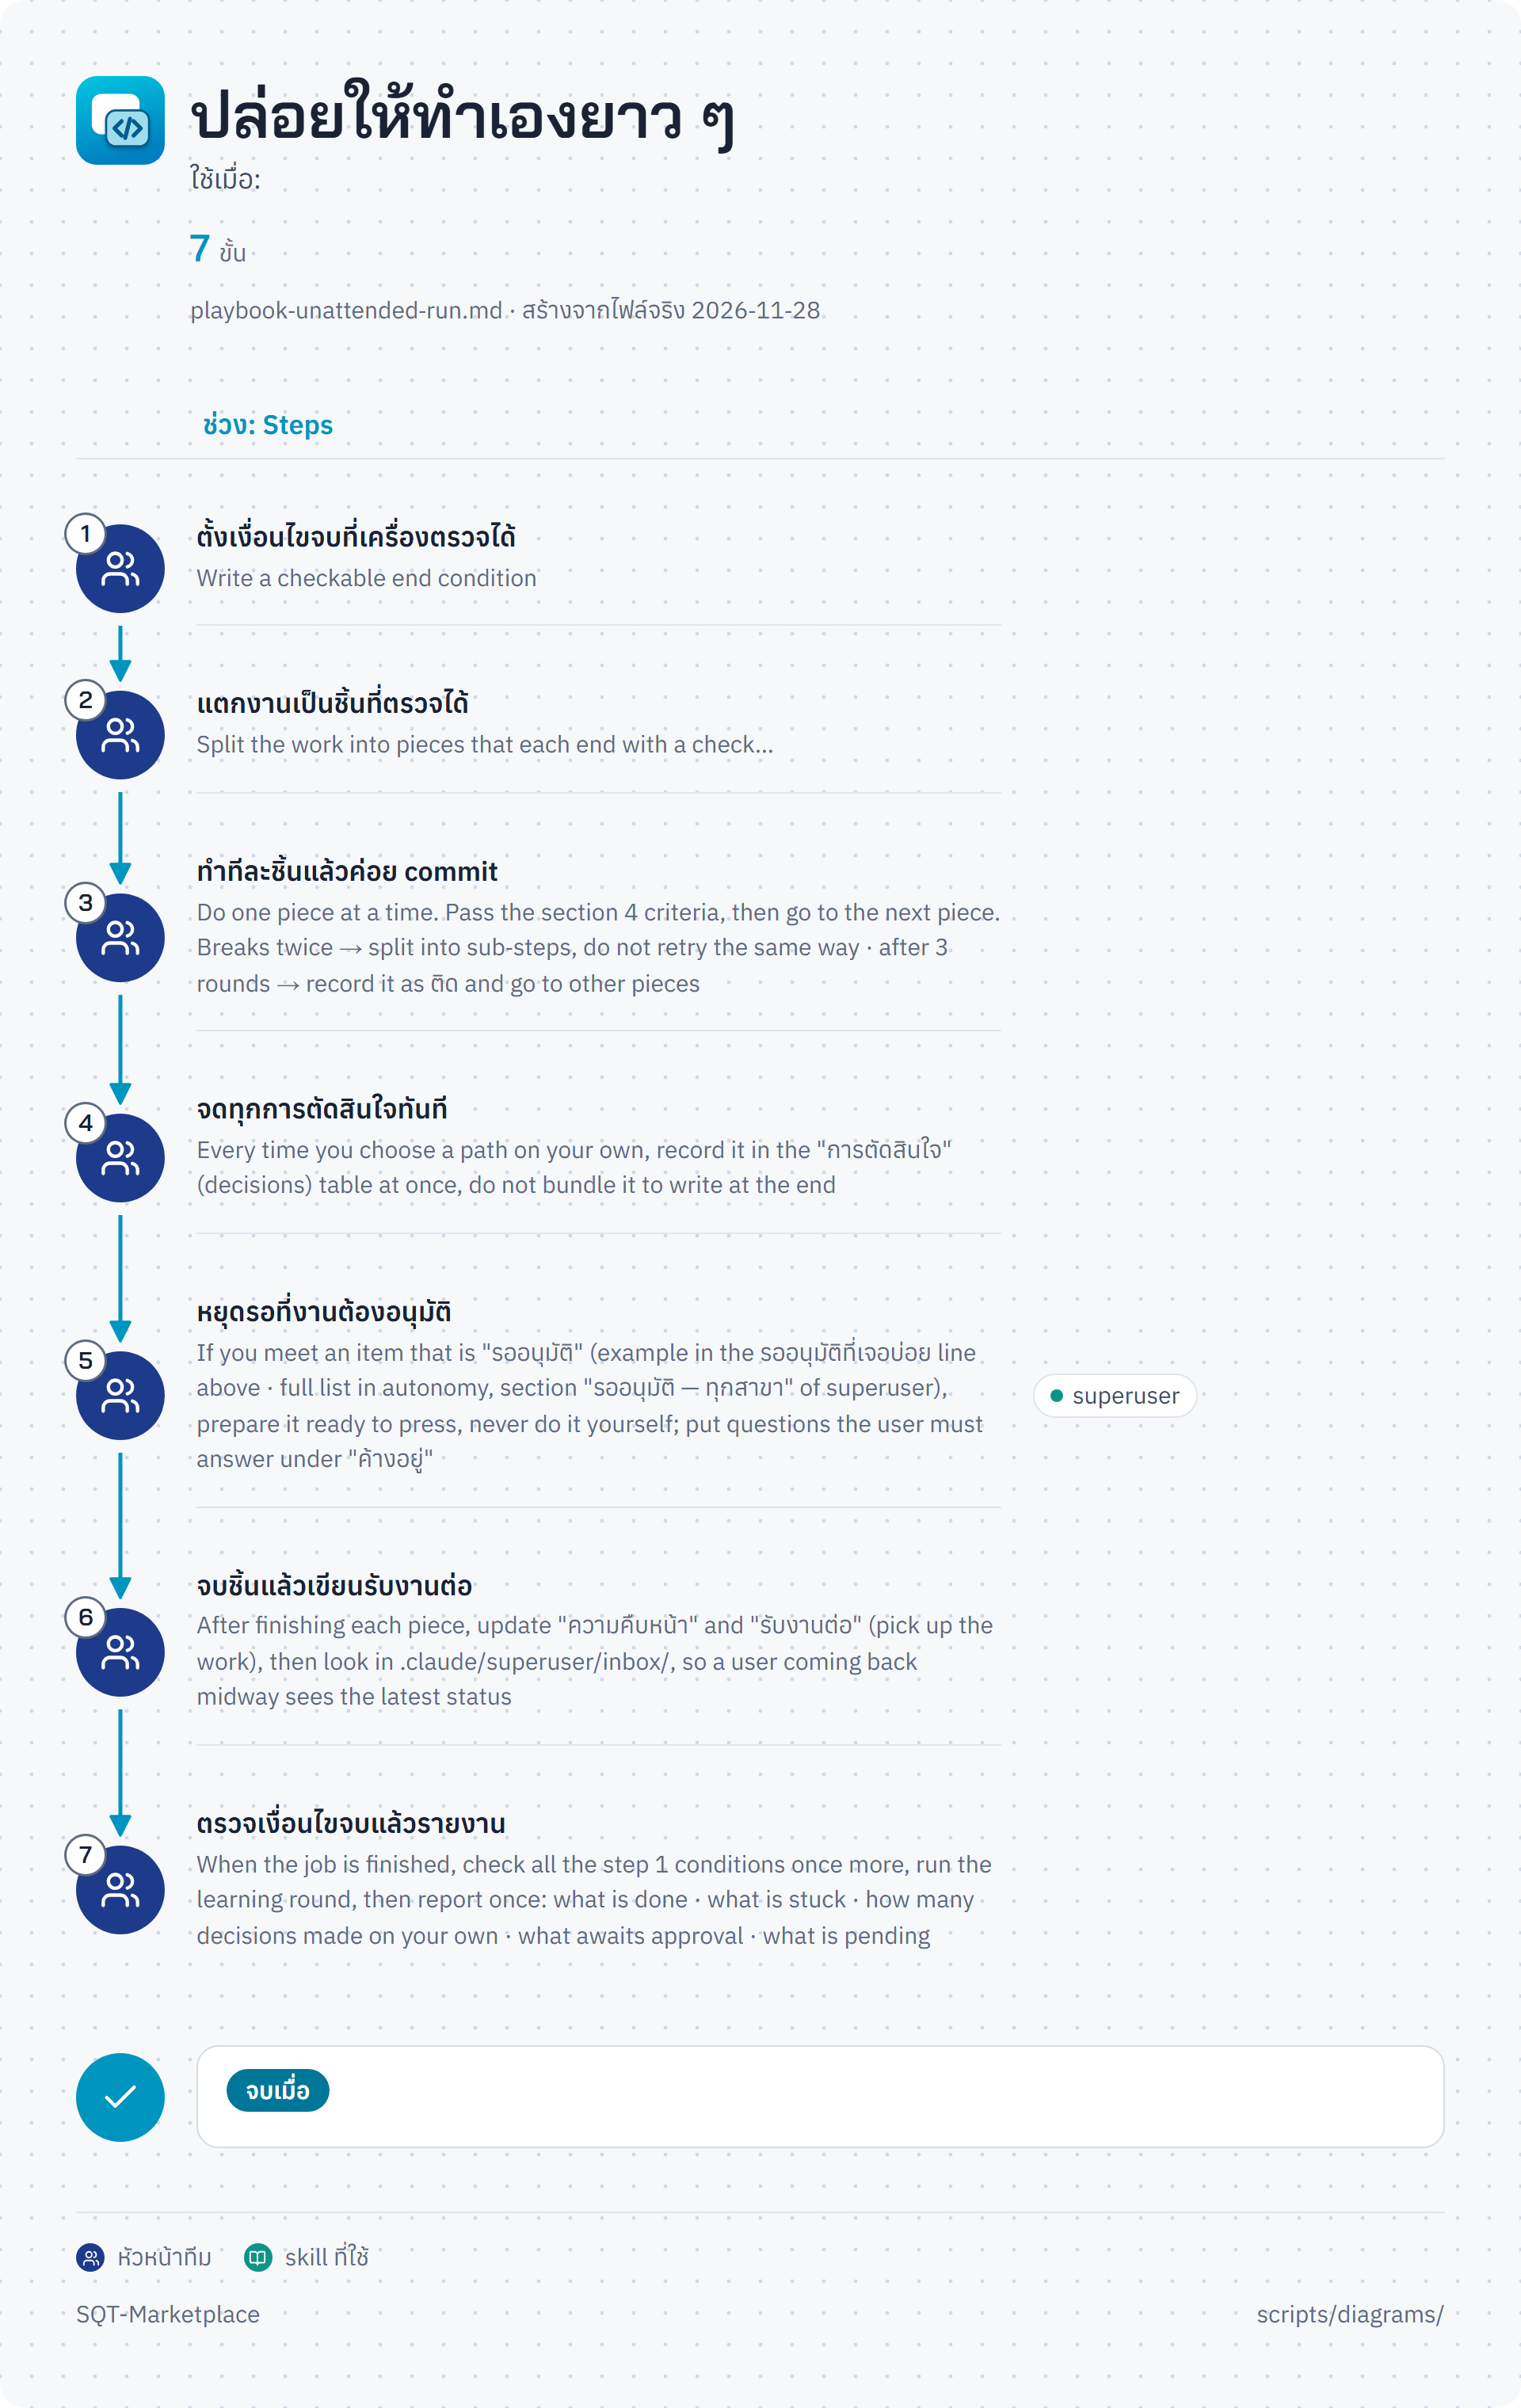 </>
ปล่อยให้ทำเองยาว ๆ
ใช้เมื่อ:
7 ขั้น
playbook-unattended-run.md · สร้างจากไฟล์จริง 2026-11-28
ช่วง: Steps
1
ตั้งเงื่อนไขจบที่เครื่องตรวจได้
Write a checkable end condition
2
แตกงานเป็นชิ้นที่ตรวจได้
Split the work into pieces that each end with a check...
3
ทำทีละชิ้นแล้วค่อย commit
Do one piece at a time. Pass the section 4 criteria, then go to the next piece.
Breaks twice → split into sub-steps, do not retry the same way · after 3
rounds → record it as ติด and go to other pieces
4
จดทุกการตัดสินใจทันที
Every time you choose a path on your own, record it in the "การตัดสินใจ"
(decisions) table at once, do not bundle it to write at the end
5
หยุดรอที่งานต้องอนุมัติ
If you meet an item that is "รออนุมัติ" (example in the รออนุมัติที่เจอบ่อย line
above · full list in autonomy, section "รออนุมัติ — ทุกสาขา" of superuser),
prepare it ready to press, never do it yourself; put questions the user must
answer under "ค้างอยู่"
superuser
6
จบชิ้นแล้วเขียนรับงานต่อ
After finishing each piece, update "ความคืบหน้า" and "รับงานต่อ" (pick up the
work), then look in .claude/superuser/inbox/, so a user coming back
midway sees the latest status
7
ตรวจเงื่อนไขจบแล้วรายงาน
When the job is finished, check all the step 1 conditions once more, run the
learning round, then report once: what is done · what is stuck · how many
decisions made on your own · what awaits approval · what is pending
จบเมื่อ
หัวหน้าทีม
skill ที่ใช้
SQT-Marketplace
scripts/diagrams/